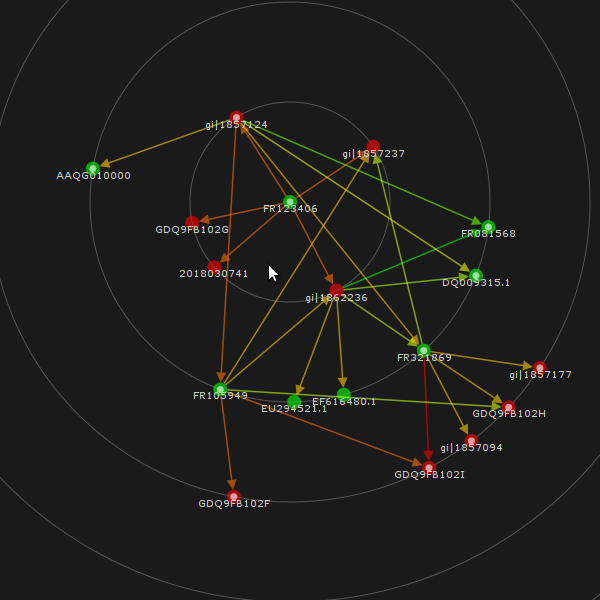 gi|1857124
gi|1857237
AAQG010000
FR123406
GDQ9FB102G
FR081568
2018030741
DQ009315.1
gi|1862236
FR321869
gi|1857177
FR105949
EF616480.1
EU294521.1
GDQ9FB102H
gi|1857094
GDQ9FB102I
GDQ9FB102F